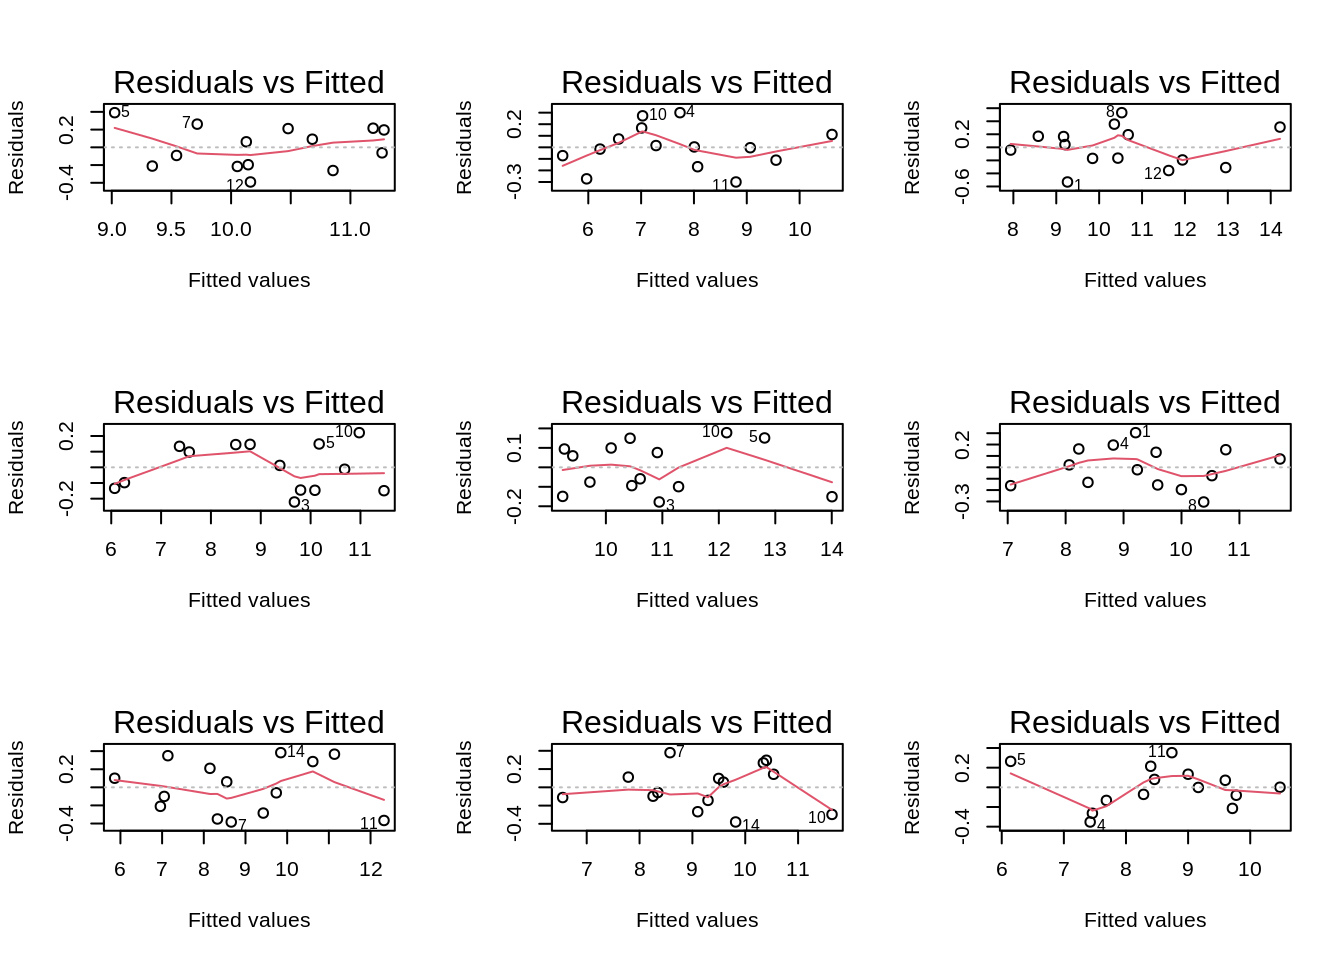 Residuals vs Fitted
Residuals
0.2
-0.4
5
7
12
9.0 9.5 10.0 11.0
Fitted values
Residuals vs Fitted
Residuals
0.2
-0.3
10
4
11
6 7 8 9 10
Fitted values
Residuals vs Fitted
Residuals
0.2
-0.6
8
1
12
8 9 10 11 12 13 14
Fitted values
Residuals vs Fitted
Residuals
0.2
-0.2
10
5
3
6 7 8 9 10 11
Fitted values
Residuals vs Fitted
Residuals
0.1
-0.2
10
5
3
10 11 12 13 14
Fitted values
Residuals vs Fitted
Residuals
0.2
-0.3
1
4
8
7 8 9 10 11
Fitted values
Residuals vs Fitted
Residuals
0.2
-0.4
14
7
11
6 7 8 9 10 12
Fitted values
Residuals vs Fitted
Residuals
0.2
-0.4
7
14
10
7 8 9 10 11
Fitted values
Residuals vs Fitted
Residuals
0.2
-0.4
5
11
4
6 7 8 9 10
Fitted values